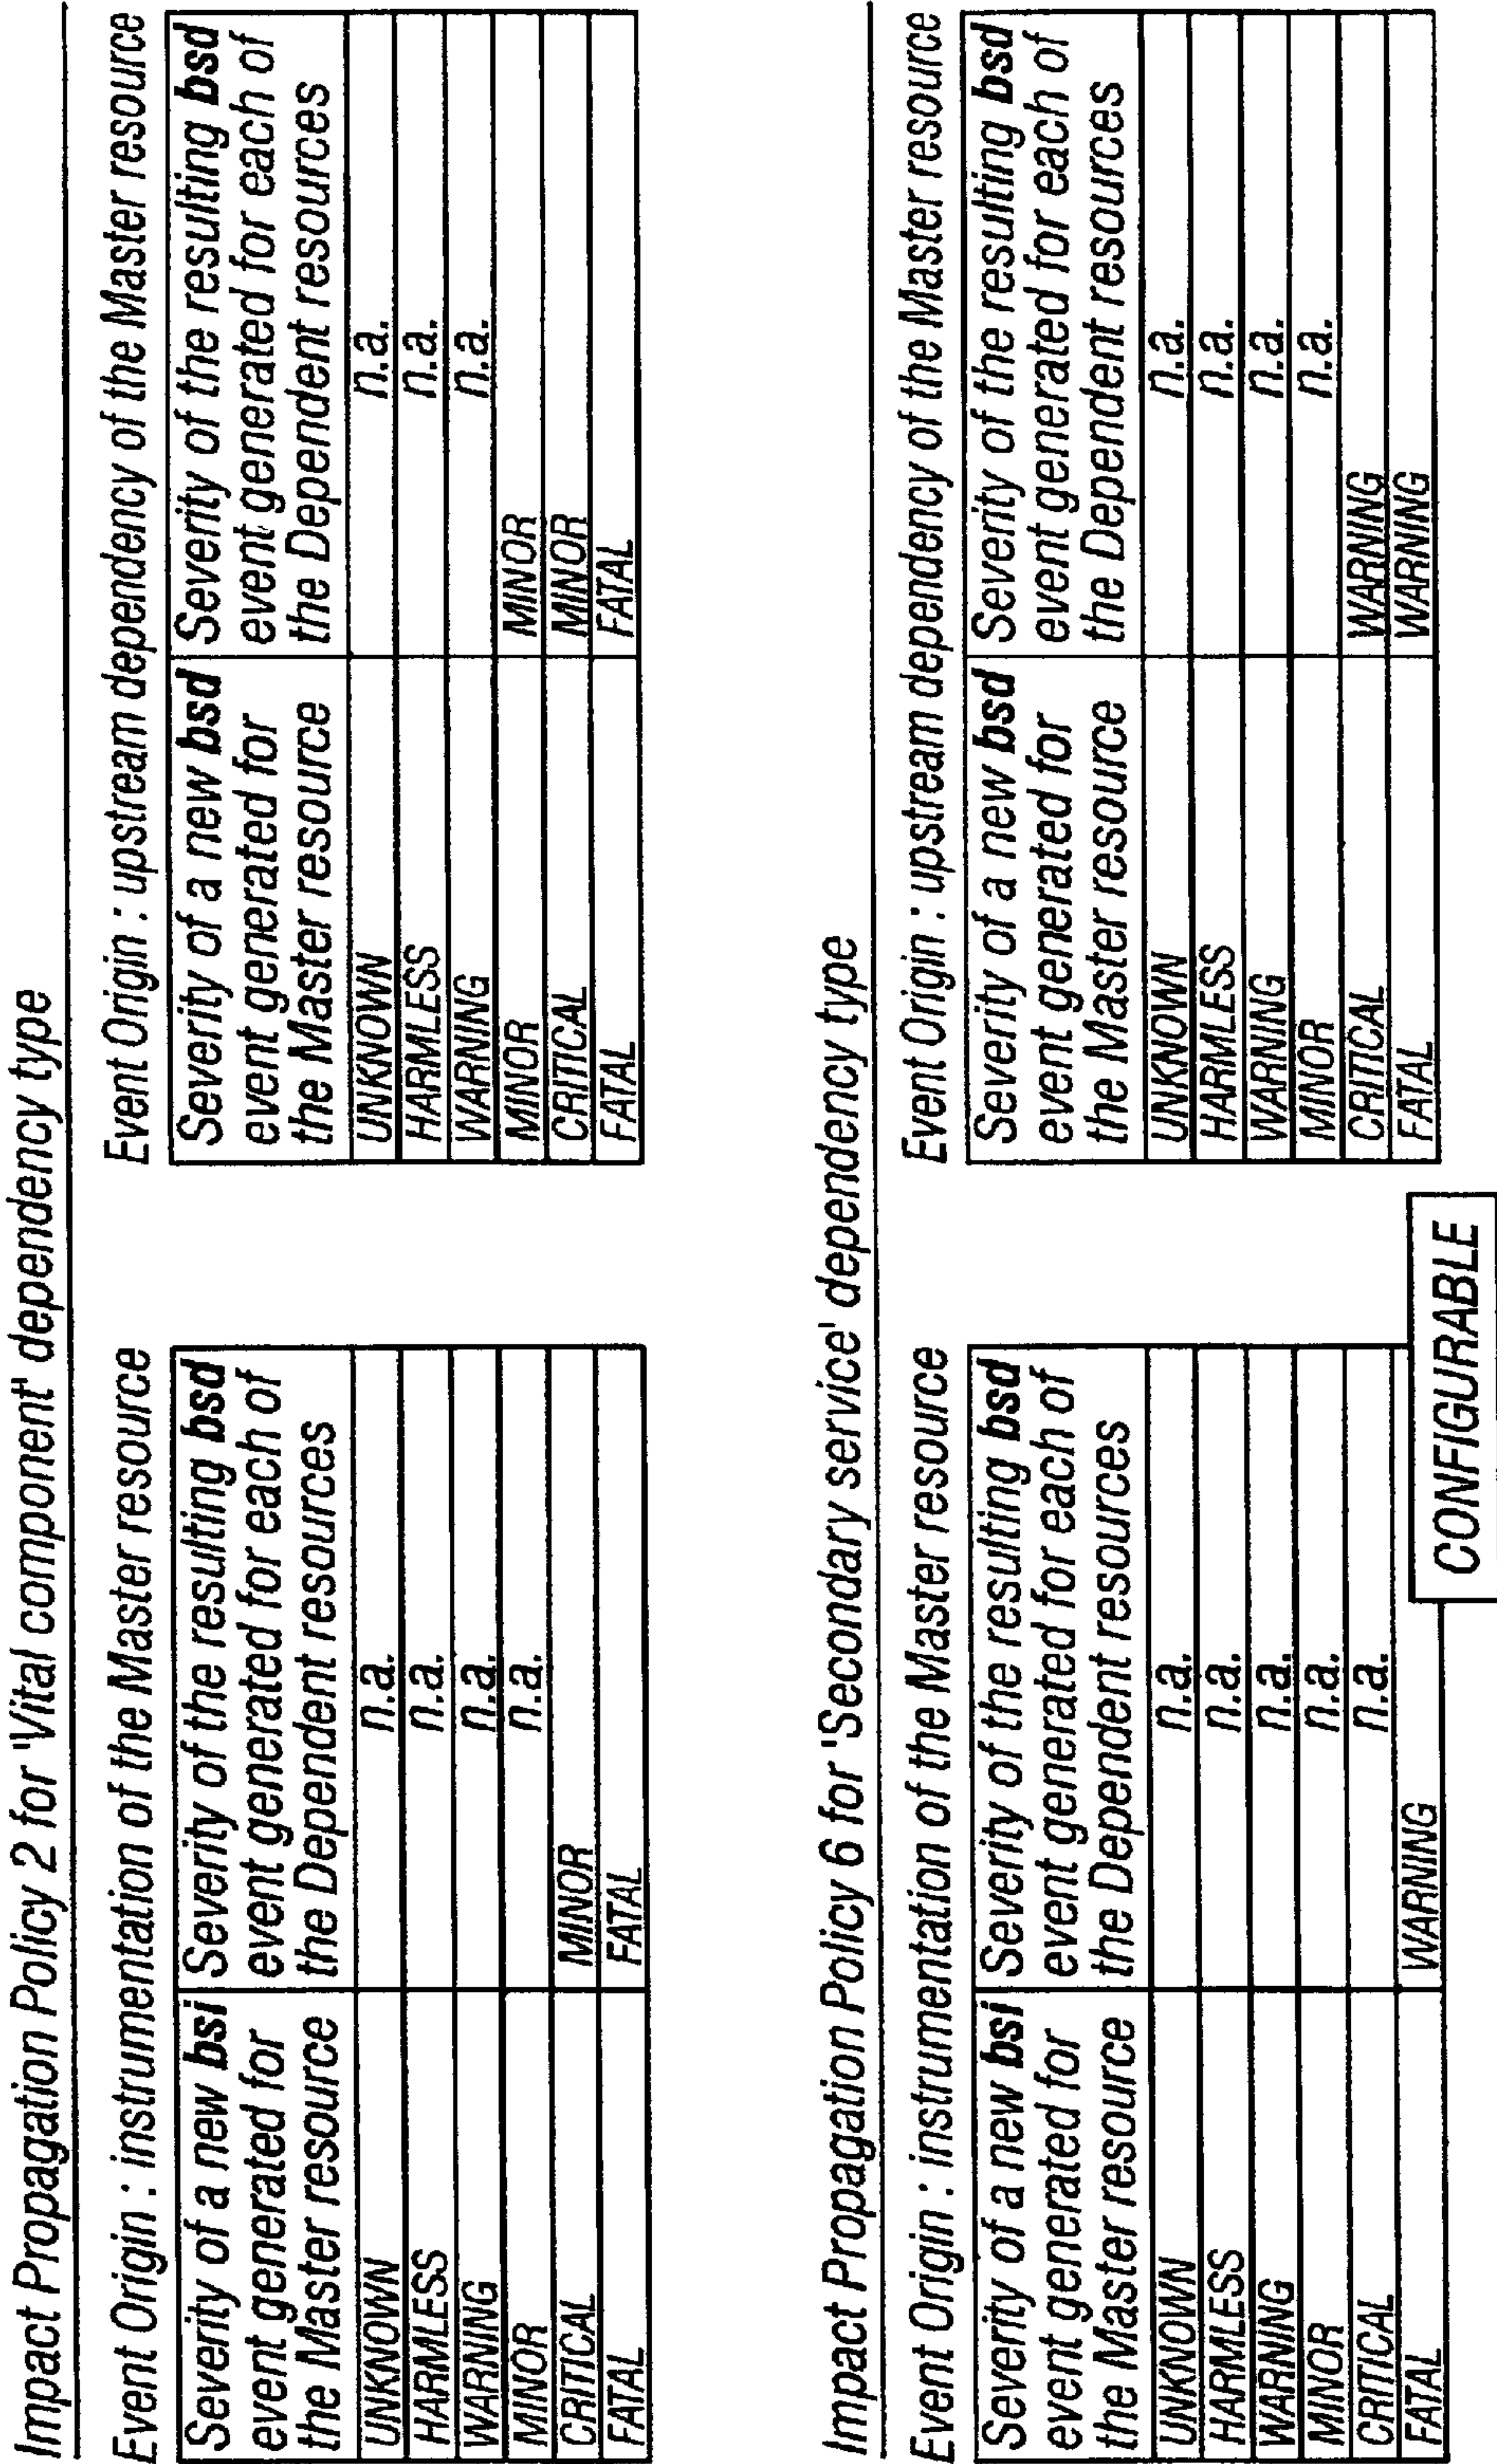 Impact Propagation Policy 2 for 'Vital component' dependency type
Event Origin : instrumentation of the Master resource
Severity of a new bsi event generated for the Master resource | Severity of the resulting bsd event generated for each of the Dependent resources
UNKNOWN n.a.
HARMLESS n.a.
WARNING n.a.
MINOR n.a.
CRITICAL MINOR
FATAL FATAL
Event Origin : upstream dependency of the Master resource
Severity of a new bsd event generated for the Master resource | Severity of the resulting bsd event generated for each of the Dependent resources
UNKNOWN n.a.
HARMLESS n.a.
WARNING n.a.
MINOR MINOR
CRITICAL MINOR
FATAL FATAL
Impact Propagation Policy 6 for 'Secondary service' dependency type
Event Origin : instrumentation of the Master resource
Severity of a new bsi event generated for the Master resource | Severity of the resulting bsd event generated for each of the Dependent resources
UNKNOWN n.a.
HARMLESS n.a.
WARNING n.a.
MINOR n.a.
CRITICAL n.a.
FATAL WARNING
CONFIGURABLE
Event Origin : upstream dependency of the Master resource
Severity of a new bsd event generated for the Master resource | Severity of the resulting bsd event generated for each of the Dependent resources
UNKNOWN n.a.
HARMLESS n.a.
WARNING n.a.
MINOR n.a.
CRITICAL WARNING
FATAL WARNING